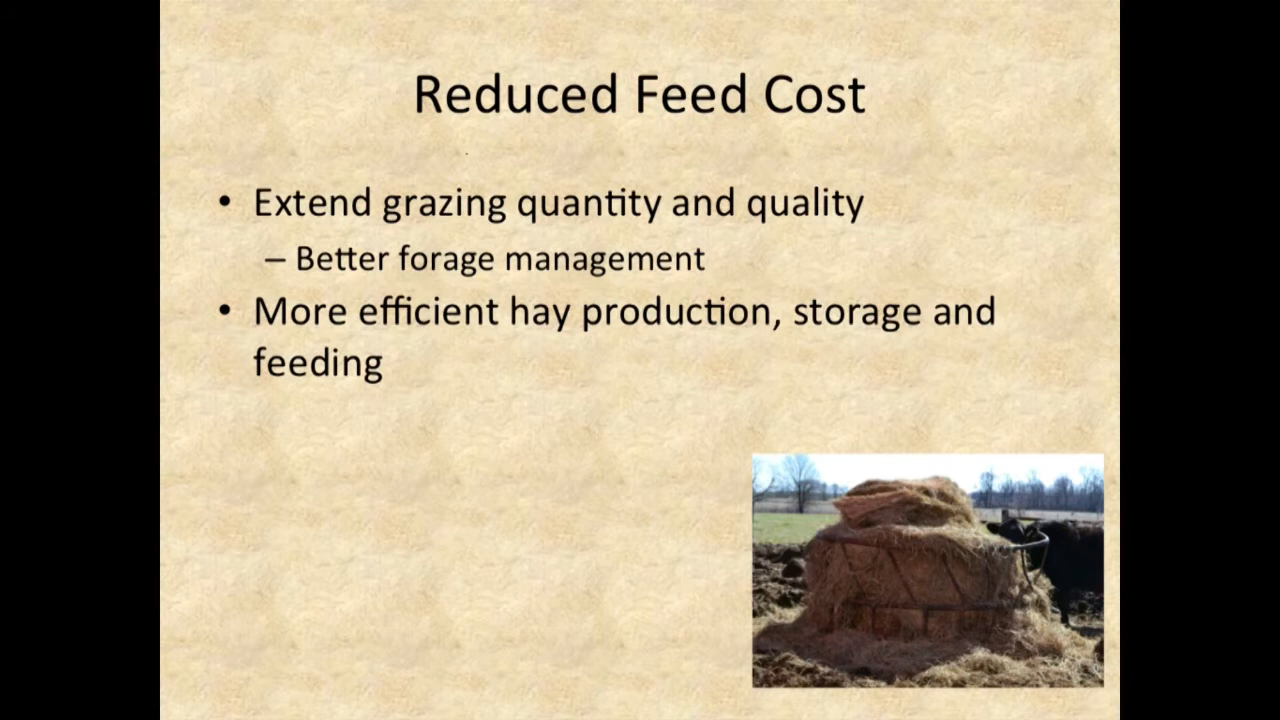 Reduced Feed Cost
• Extend grazing quantity and quality
– Better forage management
• More efficient hay production, storage and
feeding